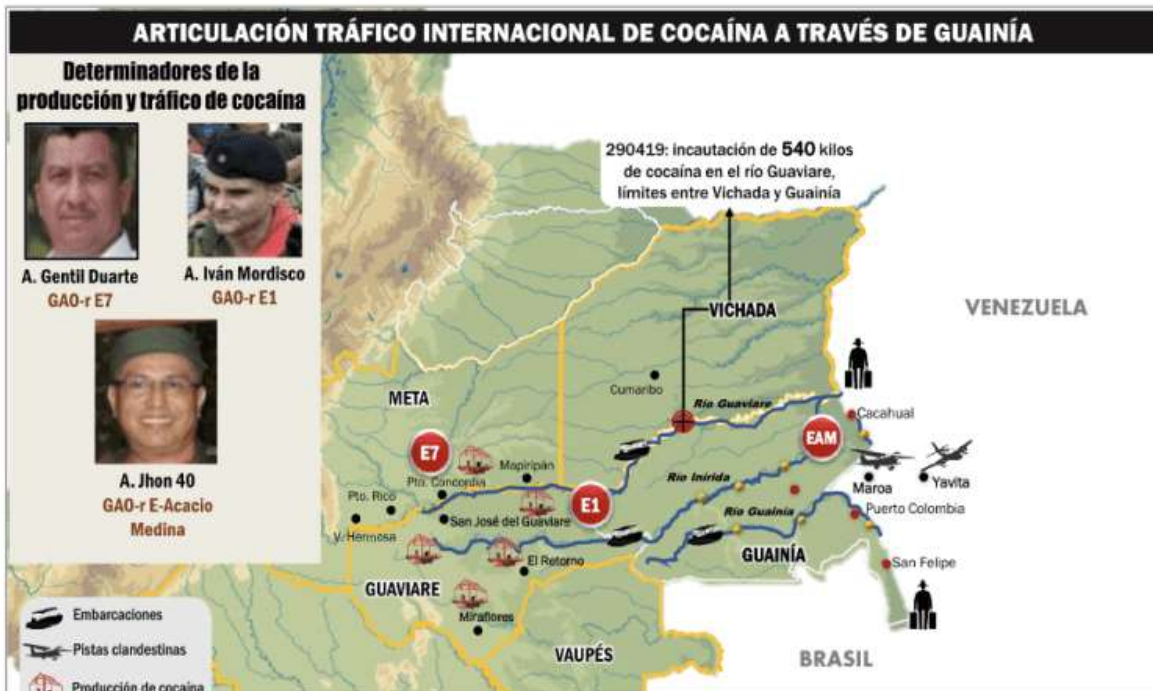 ARTICULACIÓN TRÁFICO INTERNACIONAL DE COCAÍNA A TRAVÉS DE GUAINÍA
Determinadores de la
producción y tráfico de cocaína
A. Gentil Duarte
GAO-r E7
A. Iván Mordisco
GAO-r E1
A. Jhon 40
GAO-r E-Acacio
Medina
290419: incautación de 540 kilos
de cocaína en el río Guaviare,
límites entre Vichada y Guainía
VICHADA
VENEZUELA
Cumaribo
META
Río Guaviare
Cacahual
E7
EAM
Mapiripán
Pto. Concordia
Río Inírida
Maroa
Yavita
E1
Pto. Rico
Río Guainía
Puerto Colombia
San José del Guaviare
V. Hermosa
GUAINÍA
El Retorno
San Felipe
GUAVIARE
Miraflores
VAUPÉS
BRASIL
Embarcaciones
Pistas clandestinas
Producción de cocaína